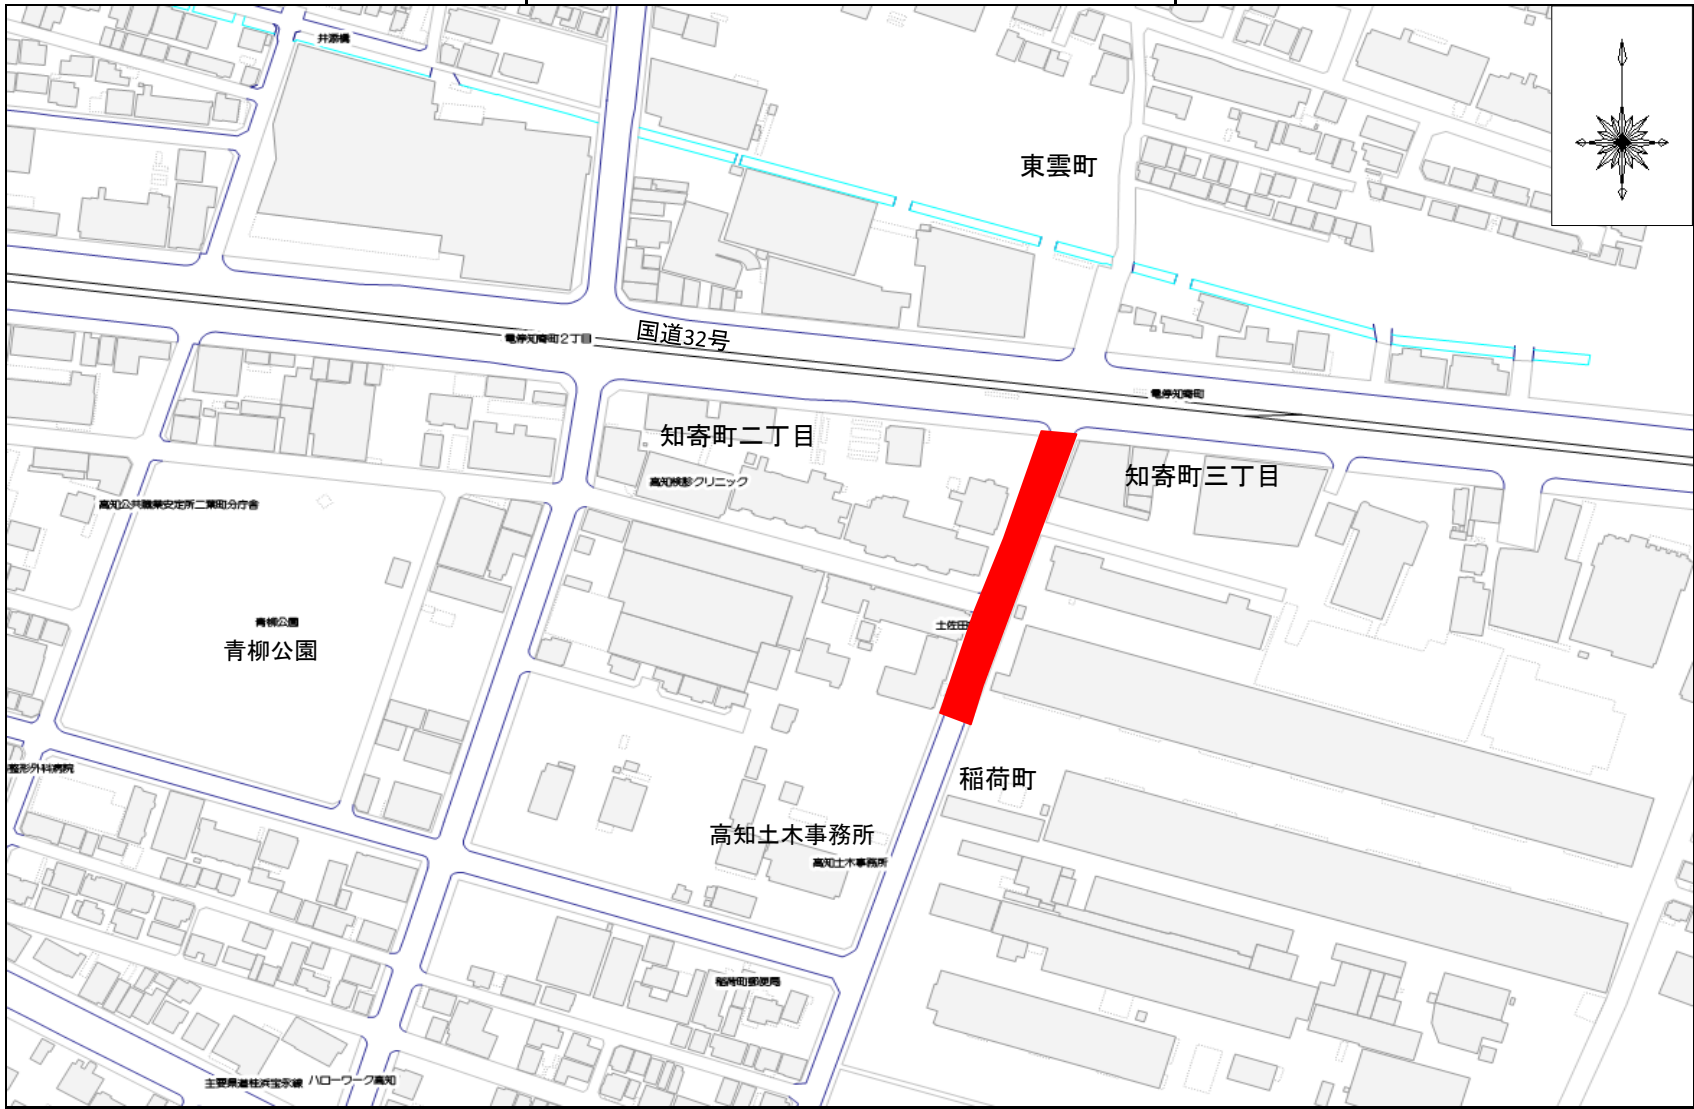 井添橋
東雲町
国道32号
電停知寄町2丁目
電停知寄町
知寄町二丁目
知寄町三丁目
高知検診クリニック
高知公共職業安定所二葉町分庁舎
青柳公園
土佐田
青柳公園
整形外科病院
稲荷町
高知土木事務所
高知土木事務所
稲荷町郵便局
主要県道桂浜宝永線
ハローワーク高知